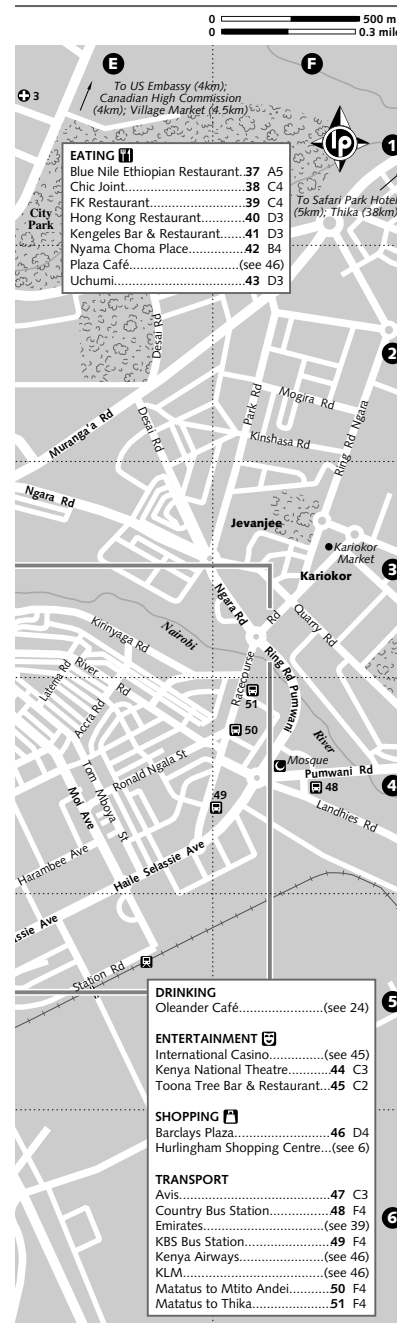 0 500 m
0 0.3 mile
E
F
3
To US Embassy (4km);
Canadian High Commission
(4km); Village Market (4.5km)
lp
1
EATING
Blue Nile Ethiopian Restaurant..37 A5
Chic Joint...........................38 C4
FK Restaurant.....................39 C4
Hong Kong Restaurant.........40 D3
Kengeles Bar & Restaurant....41 D3
Nyama Choma Place............42 B4
Plaza Café......................(see 46)
Uchumi..............................43 D3
City
Park
To Safari Park Hotel
(5km); Thika (38km)
Desai Rd
2
Muranga'a Rd
Desai Rd
Park Rd
Mogira Rd
Kinshasa Rd
Ring Rd Ngara
Ngara Rd
Jevanjee
Kariokor
Market
Kariokor
3
Ngara Rd
Quarry Rd
Nairobi
Kirinyaga Rd
Racecourse Rd
Ring Rd Pumwani
Latema Rd
River Rd
Accra Rd
51
50
River
Mosque
Pumwani Rd
Ronald Ngala St
Tom Mboya St
Moi Ave
49
48
4
Landhies Rd
Harambee Ave
Haile Selassie Ave
ssie Ave
Station Rd
5
DRINKING
Oleander Café...................(see 24)
ENTERTAINMENT
International Casino.............(see 45)
Kenya National Theatre............44 C3
Toona Tree Bar & Restaurant...45 C2
SHOPPING
Barclays Plaza.........................46 D4
Hurlingham Shopping Centre...(see 6)
TRANSPORT
Avis.......................................47 C3
Country Bus Station...............48 F4
Emirates............................(see 39)
KBS Bus Station.....................49 F4
Kenya Airways...................(see 46)
KLM..................................(see 46)
Matatus to Mtito Andei..........50 F4
Matatus to Thika...................51 F4
6